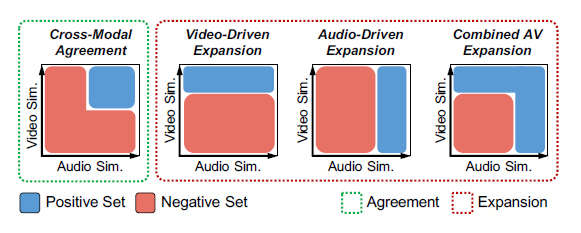 Cross-Modal
Agreement
Video Sim.
Audio Sim.
Video-Driven
Expansion
Video Sim.
Audio Sim.
Audio-Driven
Expansion
Video Sim.
Audio Sim.
Combined AV
Expansion
Video Sim.
Audio Sim.
Positive Set
Negative Set
Agreement
Expansion